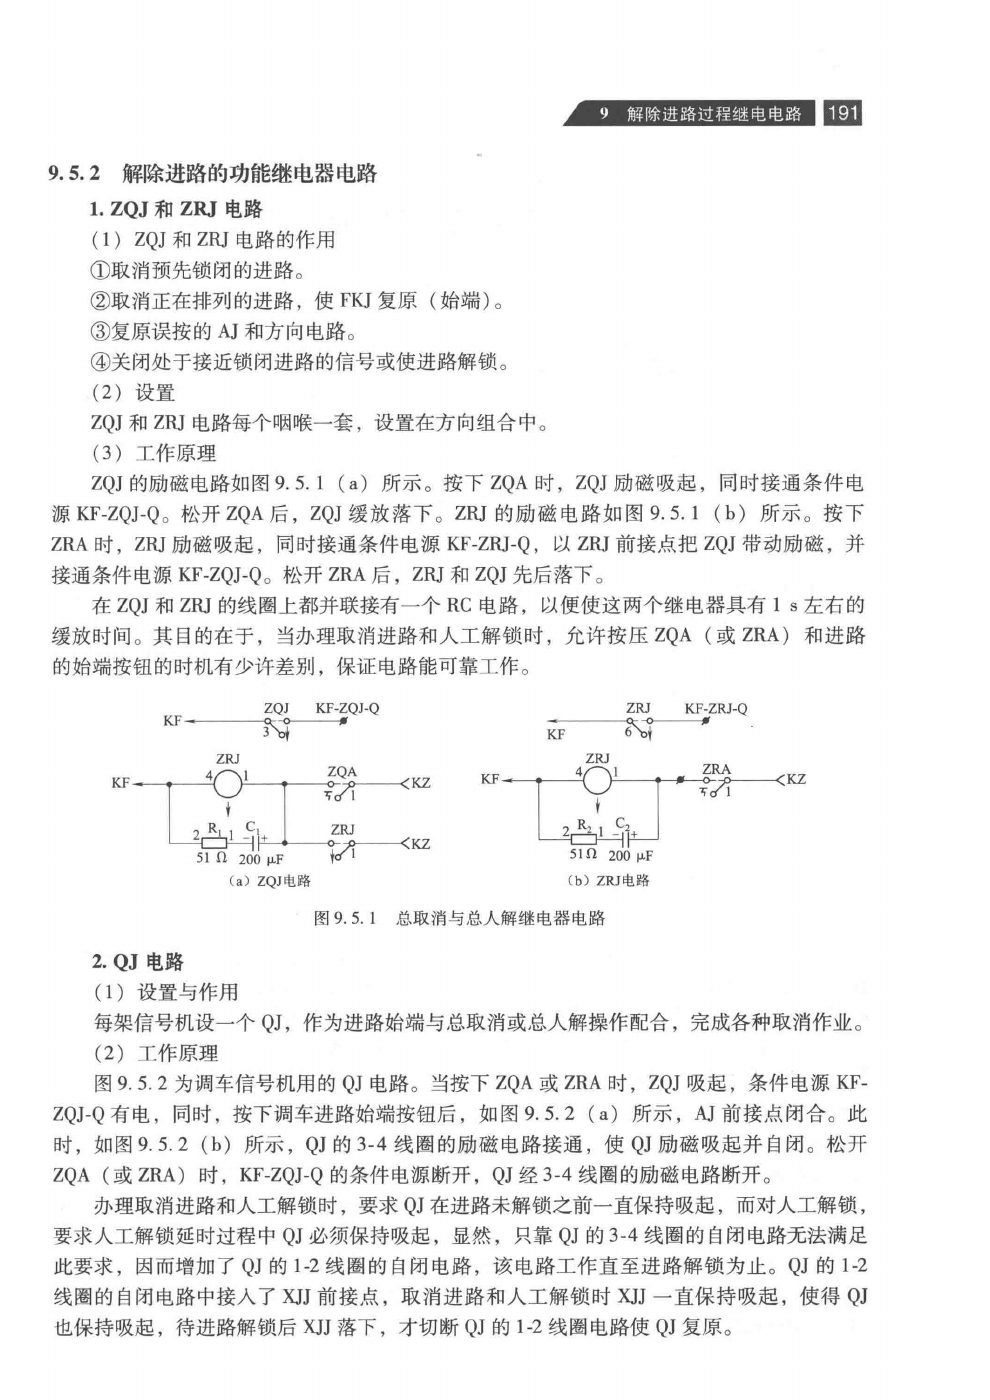 9 解除进路过程继电电路 191
9.5.2 解除进路的功能继电器电路
1. ZQJ 和 ZRJ 电路
(1) ZQJ 和 ZRJ 电路的作用
①取消预先锁闭的进路。
②取消正在排列的进路，使 FKJ 复原（始端）。
③复原误按的 AJ 和方向电路。
④关闭处于接近锁闭进路的信号或使进路解锁。
(2) 设置
ZQJ 和 ZRJ 电路每个咽喉一套，设置在方向组合中。
(3) 工作原理
ZQJ 的励磁电路如图 9.5.1（a）所示。按下 ZQA 时，ZQJ 励磁吸起，同时接通条件电
源 KF-ZQJ-Q。松开 ZQA 后，ZQJ 缓放落下。ZRJ 的励磁电路如图 9.5.1（b）所示。按下
ZRA 时，ZRJ 励磁吸起，同时接通条件电源 KF-ZRJ-Q，以 ZRJ 前接点把 ZQJ 带动励磁，并
接通条件电源 KF-ZQJ-Q。松开 ZRA 后，ZRJ 和 ZQJ 先后落下。
在 ZQJ 和 ZRJ 的线圈上都并联接有一个 RC 电路，以便使这两个继电器具有 1 s 左右的
缓放时间。其目的在于，当办理取消进路和人工解锁时，允许按压 ZQA（或 ZRA）和进路
的始端按钮的时机有少许差别，保证电路能可靠工作。
ZQJ KF-ZQJ-Q
KF
3
ZRJ
KF 4 1 ZQA KZ
1
2 R1 1 C1 - + ZRJ KZ
51 Ω 200 μF 1
（a）ZQJ电路
ZRJ KF-ZRJ-Q
KF 6
ZRJ
KF 4 1 ZRA KZ
1
2 R2 1 C2 - +
51Ω 200 μF
（b）ZRJ电路
图 9.5.1 总取消与总人解继电器电路
2. QJ 电路
(1) 设置与作用
每架信号机设一个 QJ，作为进路始端与总取消或总人解操作配合，完成各种取消作业。
(2) 工作原理
图 9.5.2 为调车信号机用的 QJ 电路。当按下 ZQA 或 ZRA 时，ZQJ 吸起，条件电源 KF-
ZQJ-Q 有电，同时，按下调车进路始端按钮后，如图 9.5.2（a）所示，AJ 前接点闭合。此
时，如图 9.5.2（b）所示，QJ 的 3-4 线圈的励磁电路接通，使 QJ 励磁吸起并自闭。松开
ZQA（或 ZRA）时，KF-ZQJ-Q 的条件电源断开，QJ 经 3-4 线圈的励磁电路断开。
办理取消进路和人工解锁时，要求 QJ 在进路未解锁之前一直保持吸起，而对人工解锁，
要求人工解锁延时过程中 QJ 必须保持吸起，显然，只靠 QJ 的 3-4 线圈的自闭电路无法满足
此要求，因而增加了 QJ 的 1-2 线圈的自闭电路，该电路工作直至进路解锁为止。QJ 的 1-2
线圈的自闭电路中接入了 XJJ 前接点，取消进路和人工解锁时 XJJ 一直保持吸起，使得 QJ
也保持吸起，待进路解锁后 XJJ 落下，才切断 QJ 的 1-2 线圈电路使 QJ 复原。